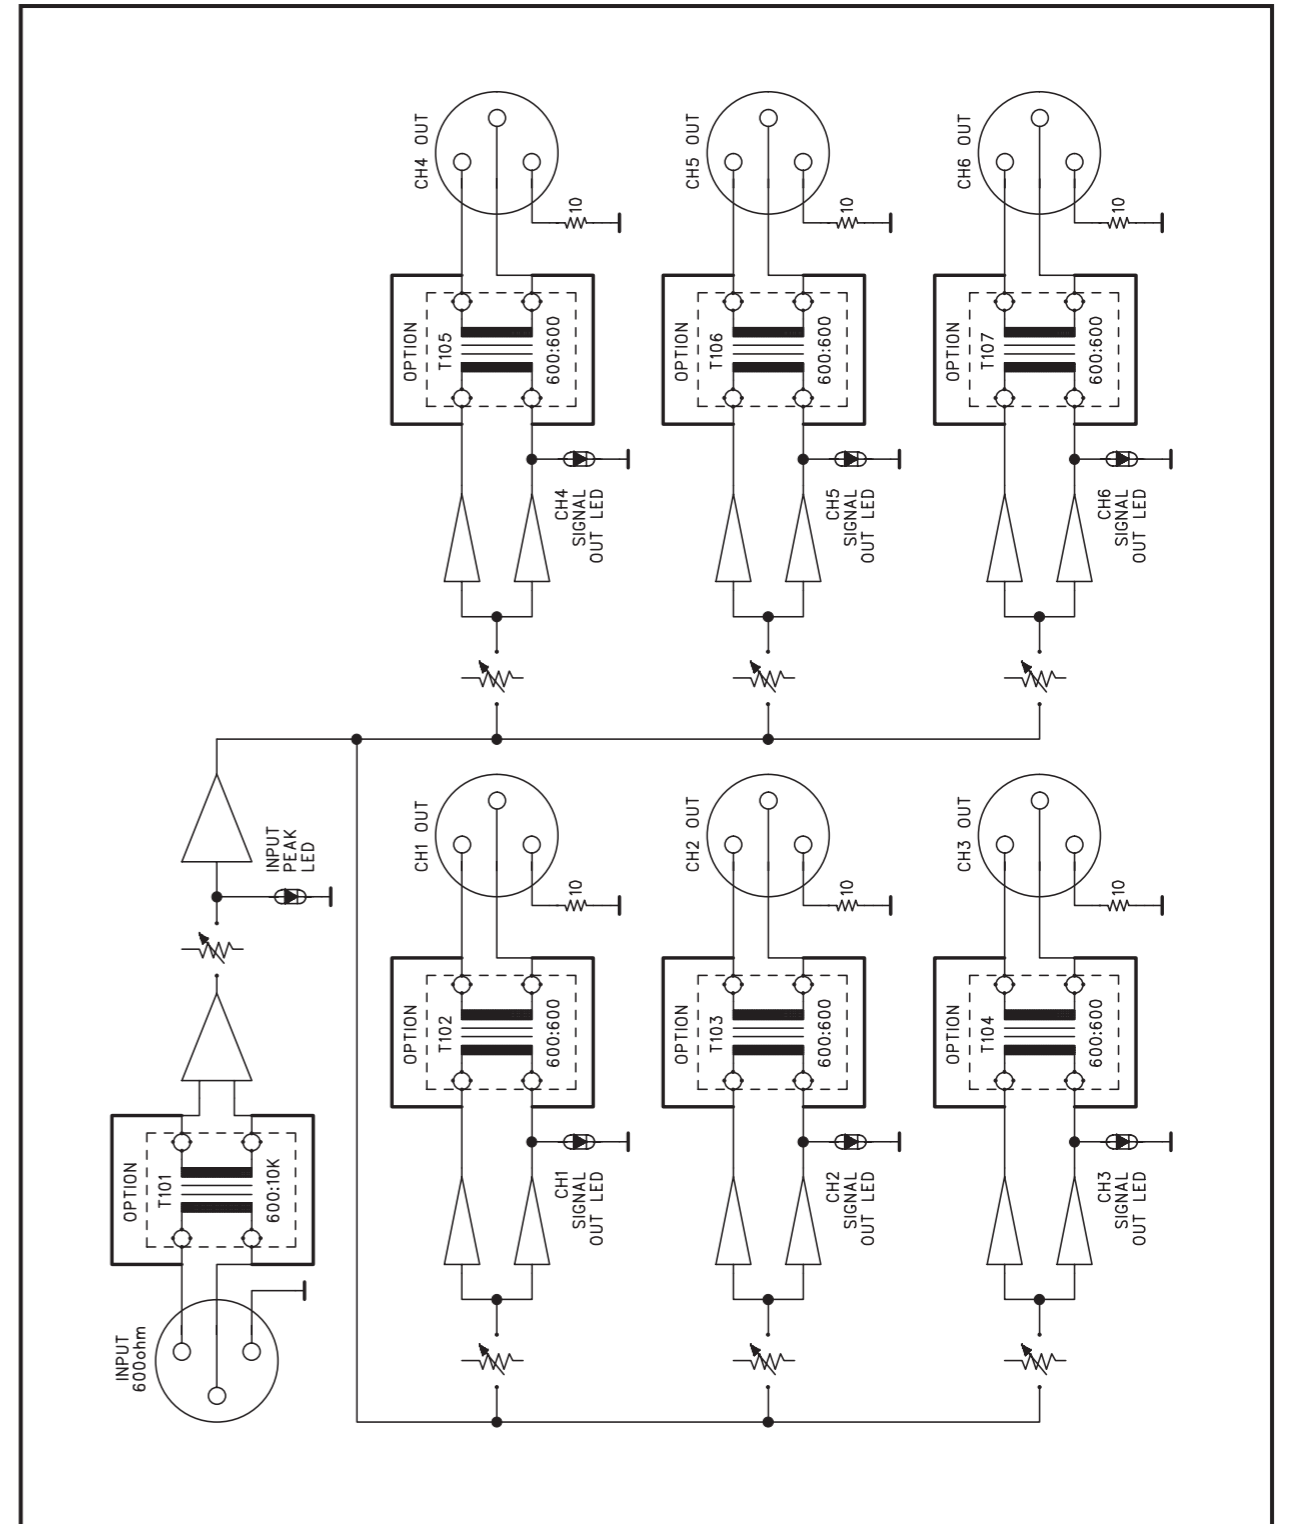 CH4 OUT
10
OPTION
T105
600:600
CH4
SIGNAL
OUT LED
CH5 OUT
10
OPTION
T106
600:600
CH5
SIGNAL
OUT LED
CH6 OUT
10
OPTION
T107
600:600
CH6
SIGNAL
OUT LED
INPUT
PEAK
LED
OPTION
T101
600:10K
INPUT
600ohm
CH1 OUT
10
OPTION
T102
600:600
CH1
SIGNAL
OUT LED
CH2 OUT
10
OPTION
T103
600:600
CH2
SIGNAL
OUT LED
CH3 OUT
10
OPTION
T104
600:600
CH3
SIGNAL
OUT LED